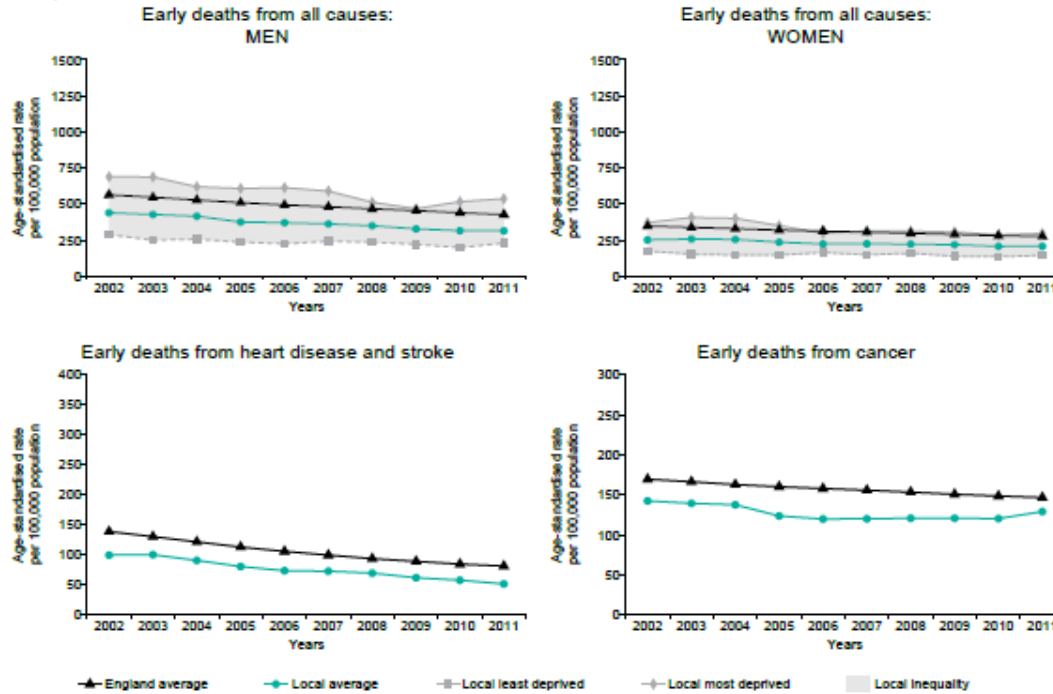 Early deaths from all causes:
MEN
Age-standardised rate
per 100,000 population
1500
1250
1000
750
500
250
0
2002 2003 2004 2005 2006 2007 2008 2009 2010 2011
Years
Early deaths from all causes:
WOMEN
Age-standardised rate
per 100,000 population
1500
1250
1000
750
500
250
0
2002 2003 2004 2005 2006 2007 2008 2009 2010 2011
Years
Early deaths from heart disease and stroke
Age-standardised rate
per 100,000 population
400
350
300
250
200
150
100
50
0
2002 2003 2004 2005 2006 2007 2008 2009 2010 2011
Years
Early deaths from cancer
Age-standardised rate
per 100,000 population
300
250
200
150
100
50
0
2002 2003 2004 2005 2006 2007 2008 2009 2010 2011
Years
England average Local average Local least deprived Local most deprived Local inequality